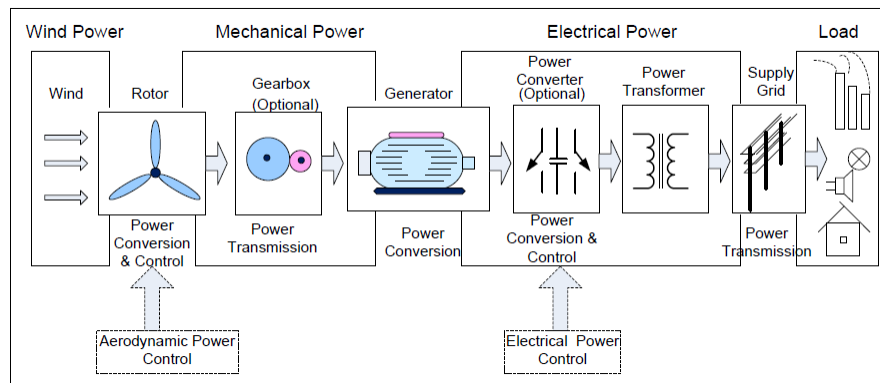 Wind Power
Mechanical Power
Electrical Power
Load
Wind
Rotor
Gearbox
(Optional)
Generator
Power
Converter
(Optional)
Power
Transformer
Supply
Grid
Power
Conversion
& Control
Power
Transmission
Power
Conversion
Power
Conversion &
Control
Power
Transmission
Aerodynamic Power
Control
Electrical Power
Control